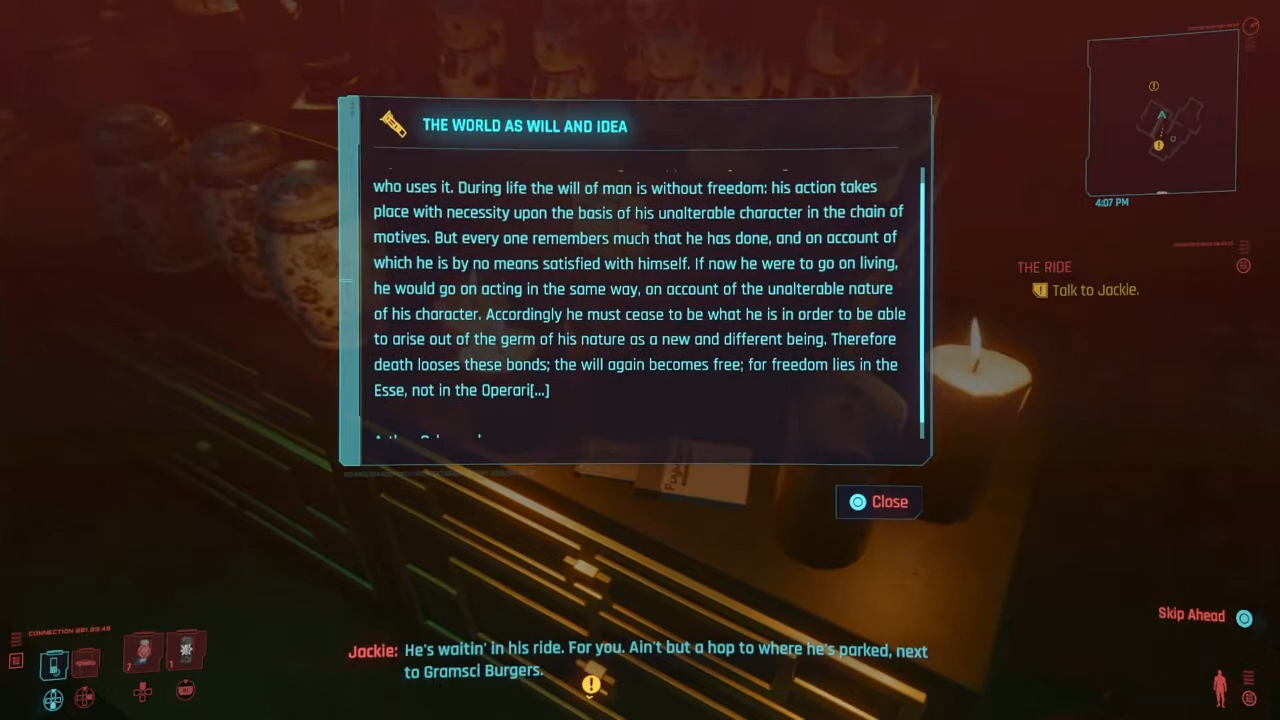 THE WORLD AS WILL AND IDEA
who uses it. During life the will of man is without freedom: his action takes
place with necessity upon the basis of his unalterable character in the chain of
motives. But every one remembers much that he has done, and on account of
which he is by no means satisfied with himself. If now he were to go on living,
he would go on acting in the same way, on account of the unalterable nature
of his character. Accordingly he must cease to be what he is in order to be able
to arise out of the germ of his nature as a new and different being. Therefore
death looses these bonds; the will again becomes free; for freedom lies in the
Esse, not in the Operari[...]
Close
4:07 PM
THE RIDE
Talk to Jackie.
Skip Ahead
Jackie: He's waitin' in his ride. For you. Ain't but a hop to where he's parked, next
to Gramsci Burgers.
7
1